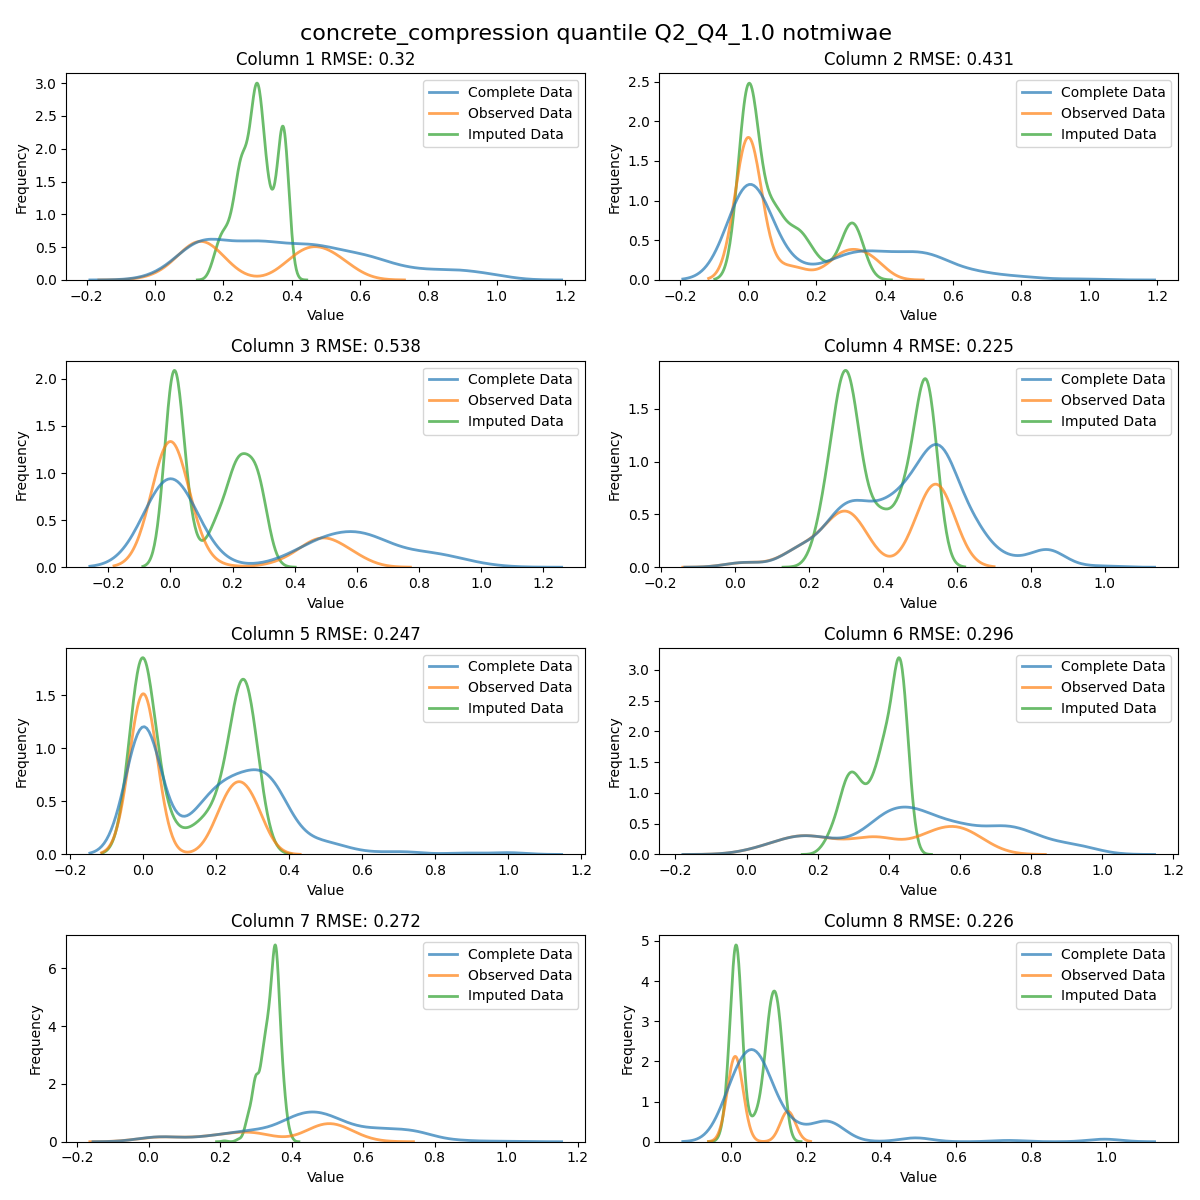 concrete_compression quantile Q2_Q4_1.0 notmiwae
Column 1 RMSE: 0.32
Frequency
3.0
2.5
2.0
1.5
1.0
0.5
0.0
−0.2 0.0 0.2 0.4 0.6 0.8 1.0 1.2
Value
Complete Data
Observed Data
Imputed Data
Column 2 RMSE: 0.431
Frequency
2.5
2.0
1.5
1.0
0.5
0.0
−0.2 0.0 0.2 0.4 0.6 0.8 1.0 1.2
Value
Complete Data
Observed Data
Imputed Data
Column 3 RMSE: 0.538
Frequency
2.0
1.5
1.0
0.5
0.0
−0.2 0.0 0.2 0.4 0.6 0.8 1.0 1.2
Value
Complete Data
Observed Data
Imputed Data
Column 4 RMSE: 0.225
Frequency
1.5
1.0
0.5
0.0
−0.2 0.0 0.2 0.4 0.6 0.8 1.0
Value
Complete Data
Observed Data
Imputed Data
Column 5 RMSE: 0.247
Frequency
1.5
1.0
0.5
0.0
−0.2 0.0 0.2 0.4 0.6 0.8 1.0 1.2
Value
Complete Data
Observed Data
Imputed Data
Column 6 RMSE: 0.296
Frequency
3.0
2.5
2.0
1.5
1.0
0.5
0.0
−0.2 0.0 0.2 0.4 0.6 0.8 1.0 1.2
Value
Complete Data
Observed Data
Imputed Data
Column 7 RMSE: 0.272
Frequency
6
4
2
0
−0.2 0.0 0.2 0.4 0.6 0.8 1.0 1.2
Value
Complete Data
Observed Data
Imputed Data
Column 8 RMSE: 0.226
Frequency
5
4
3
2
1
0
0.0 0.2 0.4 0.6 0.8 1.0
Value
Complete Data
Observed Data
Imputed Data